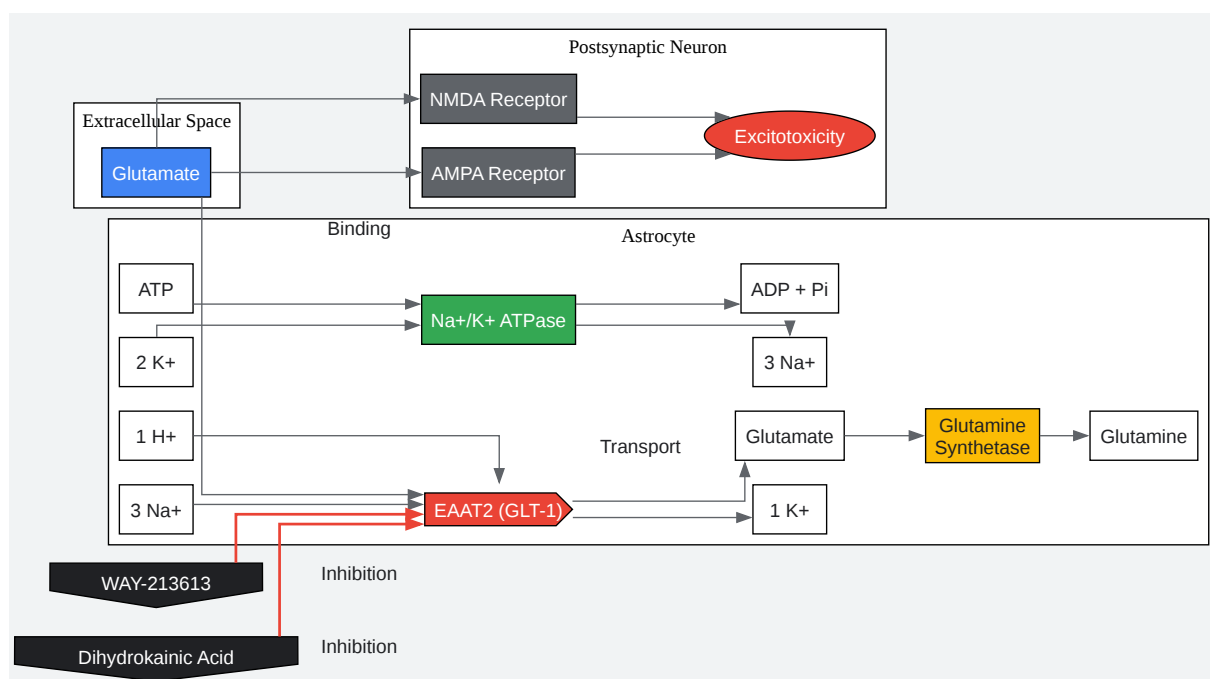 Postsynaptic Neuron
NMDA Receptor
Extracellular Space
Excitotoxicity
Glutamate
AMPA Receptor
Binding
Astrocyte
ATP
ADP + Pi
Na+/K+ ATPase
2 K+
3 Na+
1 H+
Transport
Glutamate
Glutamine
Synthetase
Glutamine
3 Na+
EAAT2 (GLT-1)
1 K+
WAY-213613
Inhibition
Dihydrokainic Acid
Inhibition